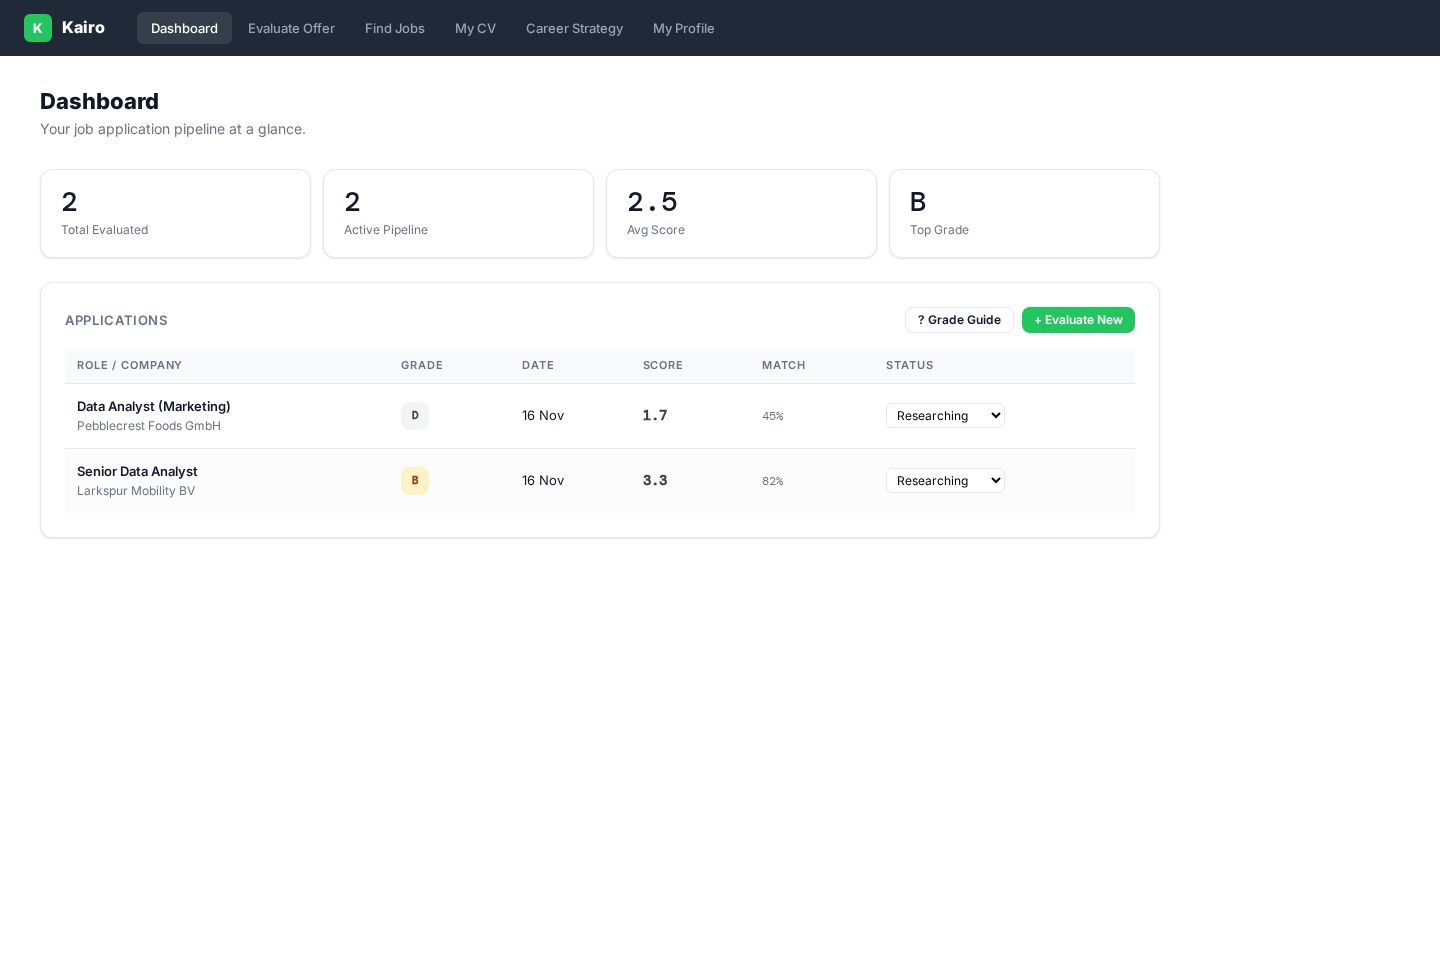 K Kairo Dashboard Evaluate Offer Find Jobs My CV Career Strategy My Profile
Dashboard
Your job application pipeline at a glance.
2 2 2.5 B
Total Evaluated Active Pipeline Avg Score Top Grade
APPLICATIONS ? Grade Guide + Evaluate New
ROLE / COMPANY GRADE DATE SCORE MATCH STATUS
Data Analyst (Marketing)
Pebblecrest Foods GmbH
D 16 Nov 1.7 45% Researching
Senior Data Analyst
Larkspur Mobility BV
B 16 Nov 3.3 82% Researching